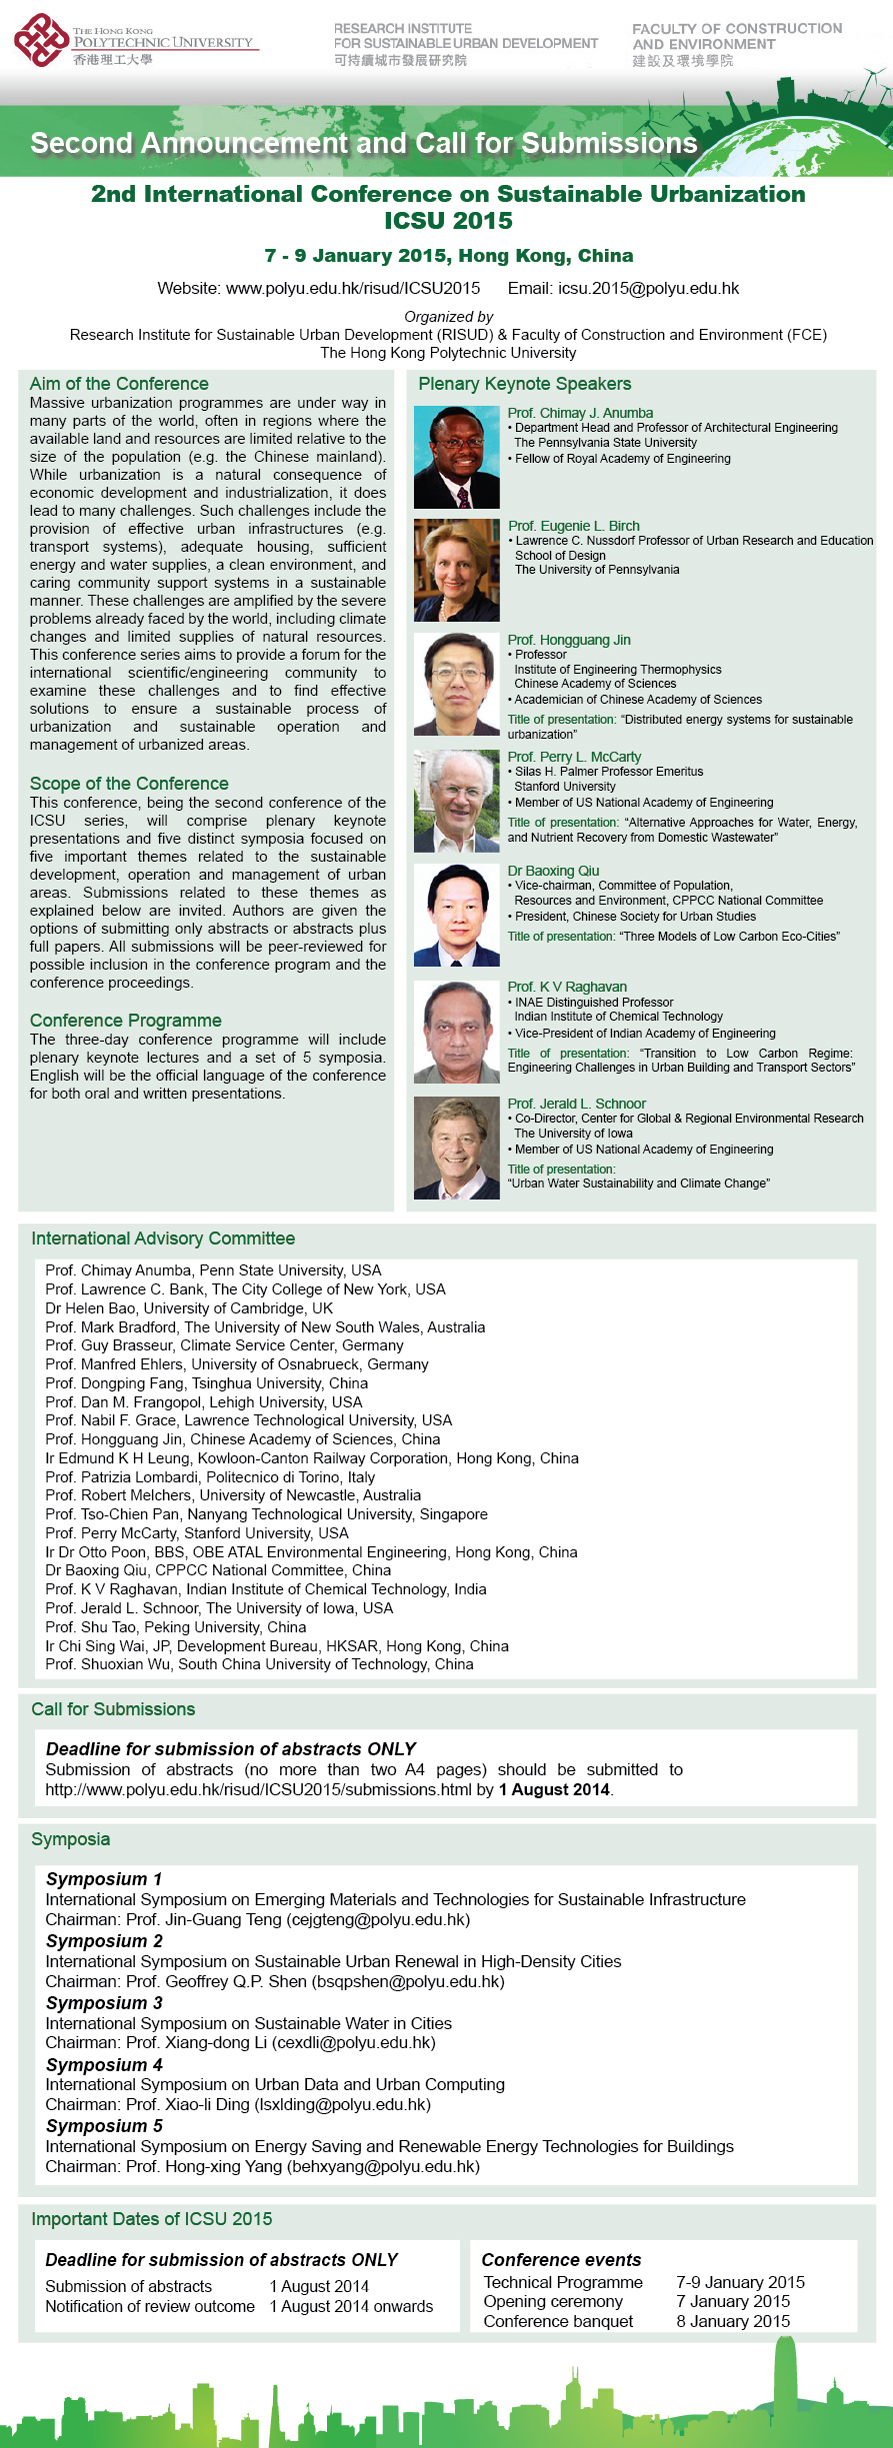 THE HONG KONG
POLYTECHNIC UNIVERSITY
香港理工大學
RESEARCH INSTITUTE
FOR SUSTAINABLE URBAN DEVELOPMENT
可持續城市發展研究院
FACULTY OF CONSTRUCTION
AND ENVIRONMENT
建設及環境學院
Second Announcement and Call for Submissions
2nd International Conference on Sustainable Urbanization
ICSU 2015
7 - 9 January 2015, Hong Kong, China
Website: www.polyu.edu.hk/risud/ICSU2015 Email: icsu.2015@polyu.edu.hk
Organized by
Research Institute for Sustainable Urban Development (RISUD) & Faculty of Construction and Environment (FCE)
The Hong Kong Polytechnic University
Aim of the Conference
Massive urbanization programmes are under way in
many parts of the world, often in regions where the
available land and resources are limited relative to the
size of the population (e.g. the Chinese mainland).
While urbanization is a natural consequence of
economic development and industrialization, it does
lead to many challenges. Such challenges include the
provision of effective urban infrastructures (e.g.
transport systems), adequate housing, sufficient
energy and water supplies, a clean environment, and
caring community support systems in a sustainable
manner. These challenges are amplified by the severe
problems already faced by the world, including climate
changes and limited supplies of natural resources.
This conference series aims to provide a forum for the
international scientific/engineering community to
examine these challenges and to find effective
solutions to ensure a sustainable process of
urbanization and sustainable operation and
management of urbanized areas.
Scope of the Conference
This conference, being the second conference of the
ICSU series, will comprise plenary keynote
presentations and five distinct symposia focused on
five important themes related to the sustainable
development, operation and management of urban
areas. Submissions related to these themes as
explained below are invited. Authors are given the
options of submitting only abstracts or abstracts plus
full papers. All submissions will be peer-reviewed for
possible inclusion in the conference program and the
conference proceedings.
Conference Programme
The three-day conference programme will include
plenary keynote lectures and a set of 5 symposia.
English will be the official language of the conference
for both oral and written presentations.
Plenary Keynote Speakers
Prof. Chimay J. Anumba
• Department Head and Professor of Architectural Engineering
The Pennsylvania State University
• Fellow of Royal Academy of Engineering
Prof. Eugenie L. Birch
• Lawrence C. Nussdorf Professor of Urban Research and Education
School of Design
The University of Pennsylvania
Prof. Hongguang Jin
• Professor
Institute of Engineering Thermophysics
Chinese Academy of Sciences
• Academician of Chinese Academy of Sciences
Title of presentation: “Distributed energy systems for sustainable
urbanization”
Prof. Perry L. McCarty
• Silas H. Palmer Professor Emeritus
Stanford University
• Member of US National Academy of Engineering
Title of presentation: “Alternative Approaches for Water, Energy,
and Nutrient Recovery from Domestic Wastewater”
Dr Baoxing Qiu
• Vice-chairman, Committee of Population,
Resources and Environment, CPPCC National Committee
• President, Chinese Society for Urban Studies
Title of presentation: “Three Models of Low Carbon Eco-Cities”
Prof. K V Raghavan
• INAE Distinguished Professor
Indian Institute of Chemical Technology
• Vice-President of Indian Academy of Engineering
Title of presentation: “Transition to Low Carbon Regime:
Engineering Challenges in Urban Building and Transport Sectors”
Prof. Jerald L. Schnoor
• Co-Director, Center for Global & Regional Environmental Research
The University of Iowa
• Member of US National Academy of Engineering
Title of presentation:
“Urban Water Sustainability and Climate Change”
International Advisory Committee
Prof. Chimay Anumba, Penn State University, USA
Prof. Lawrence C. Bank, The City College of New York, USA
Dr Helen Bao, University of Cambridge, UK
Prof. Mark Bradford, The University of New South Wales, Australia
Prof. Guy Brasseur, Climate Service Center, Germany
Prof. Manfred Ehlers, University of Osnabrueck, Germany
Prof. Dongping Fang, Tsinghua University, China
Prof. Dan M. Frangopol, Lehigh University, USA
Prof. Nabil F. Grace, Lawrence Technological University, USA
Prof. Hongguang Jin, Chinese Academy of Sciences, China
Ir Edmund K H Leung, Kowloon-Canton Railway Corporation, Hong Kong, China
Prof. Patrizia Lombardi, Politecnico di Torino, Italy
Prof. Robert Melchers, University of Newcastle, Australia
Prof. Tso-Chien Pan, Nanyang Technological University, Singapore
Prof. Perry McCarty, Stanford University, USA
Ir Dr Otto Poon, BBS, OBE ATAL Environmental Engineering, Hong Kong, China
Dr Baoxing Qiu, CPPCC National Committee, China
Prof. K V Raghavan, Indian Institute of Chemical Technology, India
Prof. Jerald L. Schnoor, The University of Iowa, USA
Prof. Shu Tao, Peking University, China
Ir Chi Sing Wai, JP, Development Bureau, HKSAR, Hong Kong, China
Prof. Shuoxian Wu, South China University of Technology, China
Call for Submissions
Deadline for submission of abstracts ONLY
Submission of abstracts (no more than two A4 pages) should be submitted to
http://www.polyu.edu.hk/risud/ICSU2015/submissions.html by 1 August 2014.
Symposia
Symposium 1
International Symposium on Emerging Materials and Technologies for Sustainable Infrastructure
Chairman: Prof. Jin-Guang Teng (cejgteng@polyu.edu.hk)
Symposium 2
International Symposium on Sustainable Urban Renewal in High-Density Cities
Chairman: Prof. Geoffrey Q.P. Shen (bsqpshen@polyu.edu.hk)
Symposium 3
International Symposium on Sustainable Water in Cities
Chairman: Prof. Xiang-dong Li (cexdli@polyu.edu.hk)
Symposium 4
International Symposium on Urban Data and Urban Computing
Chairman: Prof. Xiao-li Ding (lsxlding@polyu.edu.hk)
Symposium 5
International Symposium on Energy Saving and Renewable Energy Technologies for Buildings
Chairman: Prof. Hong-xing Yang (behxyang@polyu.edu.hk)
Important Dates of ICSU 2015
Deadline for submission of abstracts ONLY
Submission of abstracts 1 August 2014
Notification of review outcome 1 August 2014 onwards
Conference events
Technical Programme 7-9 January 2015
Opening ceremony 7 January 2015
Conference banquet 8 January 2015